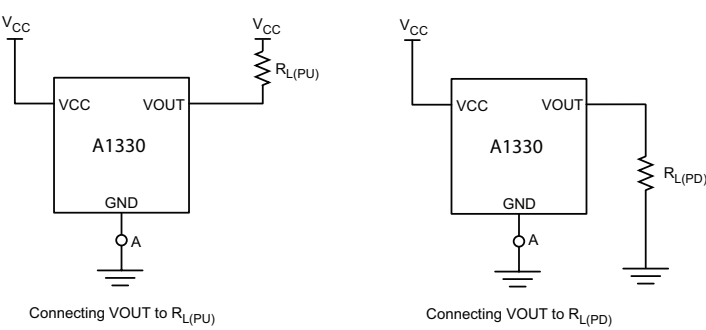 VCC
VCC
RL(PU)
VCC VOUT
A1330
GND
A
Connecting VOUT to RL(PU)
VCC
VCC VOUT
A1330
RL(PD)
GND
A
Connecting VOUT to RL(PD)